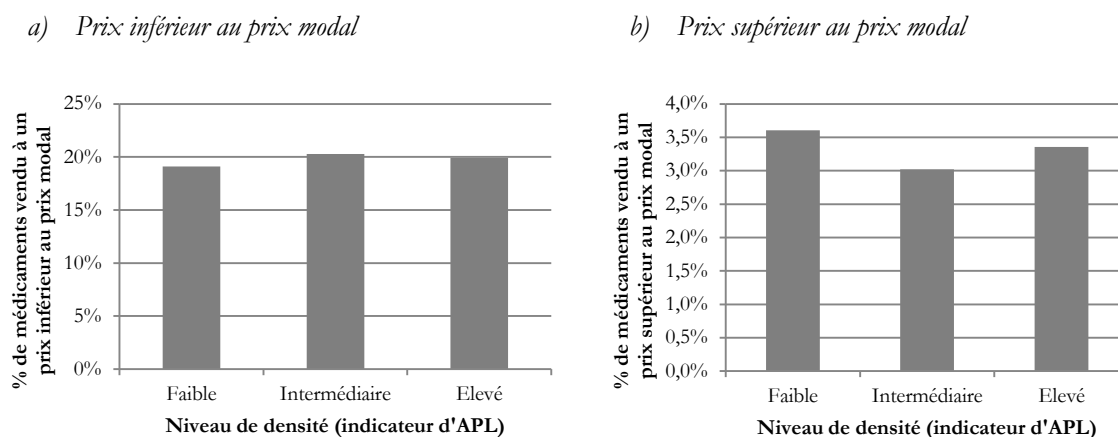 a) Prix inférieur au prix modal
% de médicaments vendu à un
prix inférieur au prix modal
25%
20%
15%
10%
5%
0%
Faible
Intermédiaire
Elevé
Niveau de densité (indicateur d'APL)
b) Prix supérieur au prix modal
% de médicaments vendu à un
prix supérieur au prix modal
4,0%
3,5%
3,0%
2,5%
2,0%
1,5%
1,0%
0,5%
0,0%
Faible
Intermédiaire
Elevé
Niveau de densité (indicateur d'APL)